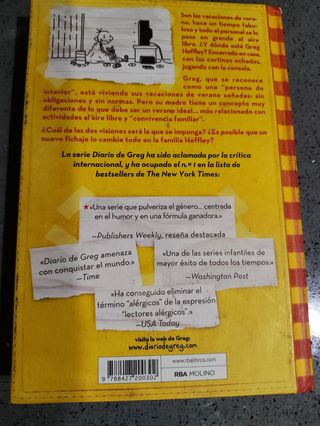 Son las vacaciones de vera-
no, hace un tiempo fabu-
loso y todo el personal se lo
pasa en grande al aire
libre. ¿Y dónde está Greg
Heffley? Encerrado en casa,
con las cortinas echadas,
jugando con la consola.
Greg, que se reconoce
como una "persona de
interior", está viviendo sus vacaciones de verano soñadas: sin
obligaciones y sin normas. Pero su madre tiene un concepto muy
diferente de lo que debe ser un verano ideal... más relacionado con
actividades al aire libre y "convivencia familiar".
¿Cuál de las dos visiones será la que se imponga? ¿Es posible que un
nuevo fichaje lo cambie todo en la familia Heffley?
La serie Diario de Greg ha sido aclamada por la crítica
internacional, y ha ocupado el n.º 1 en la lista de
bestsellers de The New York Times:
★«Una serie que pulveriza el género... centrada
en el humor y en una fórmula ganadora.»
—Publishers Weekly, reseña destacada
«Diario de Greg amenaza
con conquistar el mundo.»
—Time
«Una de las series infantiles de
mayor éxito de todos los tiempos.»
—Washington Post
«Ha conseguido eliminar el
término "alérgicos" de la expresión
"lectores alérgicos".»
—USA Today
visita la web de Greg:
www.diariodegreg.com
www.rbalibros.com
9 788427 200302
RBA MOLINO